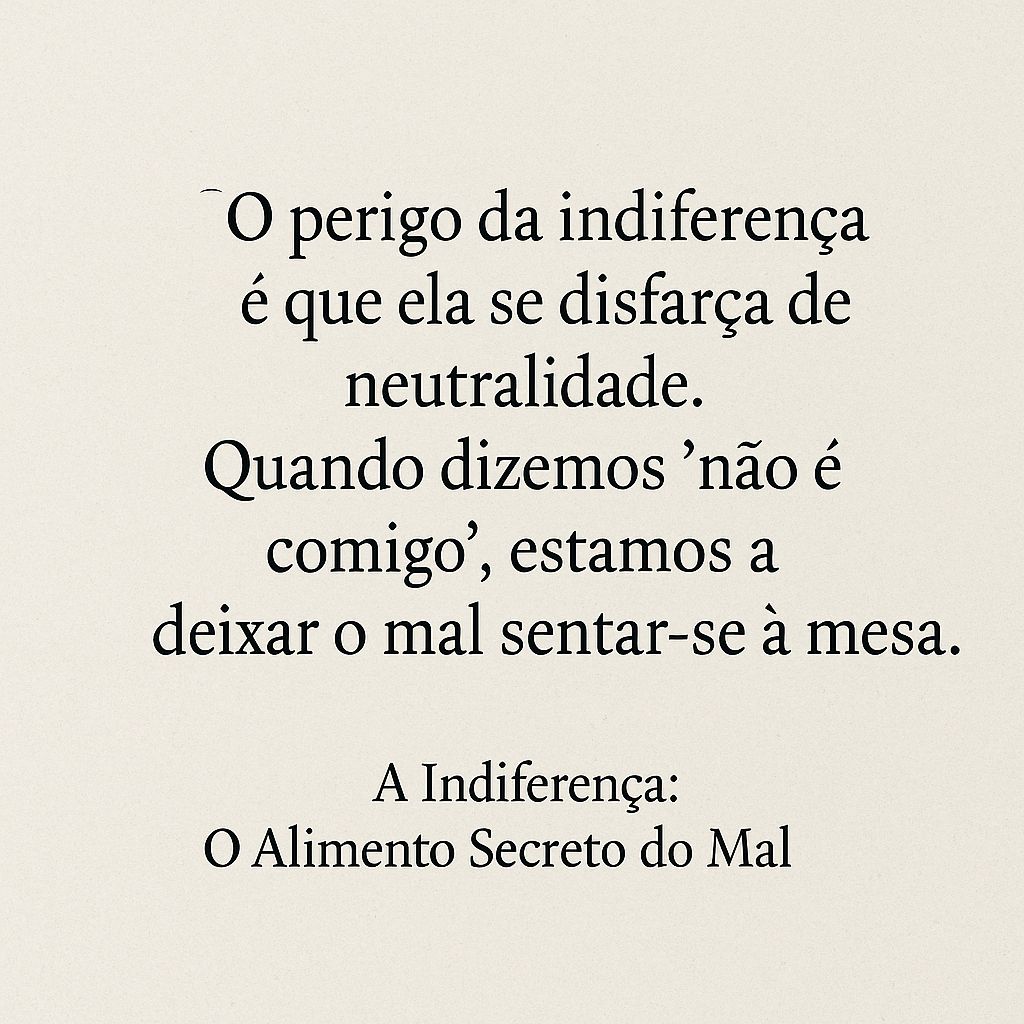 O perigo da indiferença
é que ela se disfarça de
neutralidade.
Quando dizemos ’não é
comigo’, estamos a
deixar o mal sentar-se à mesa.
A Indiferença:
O Alimento Secreto do Mal